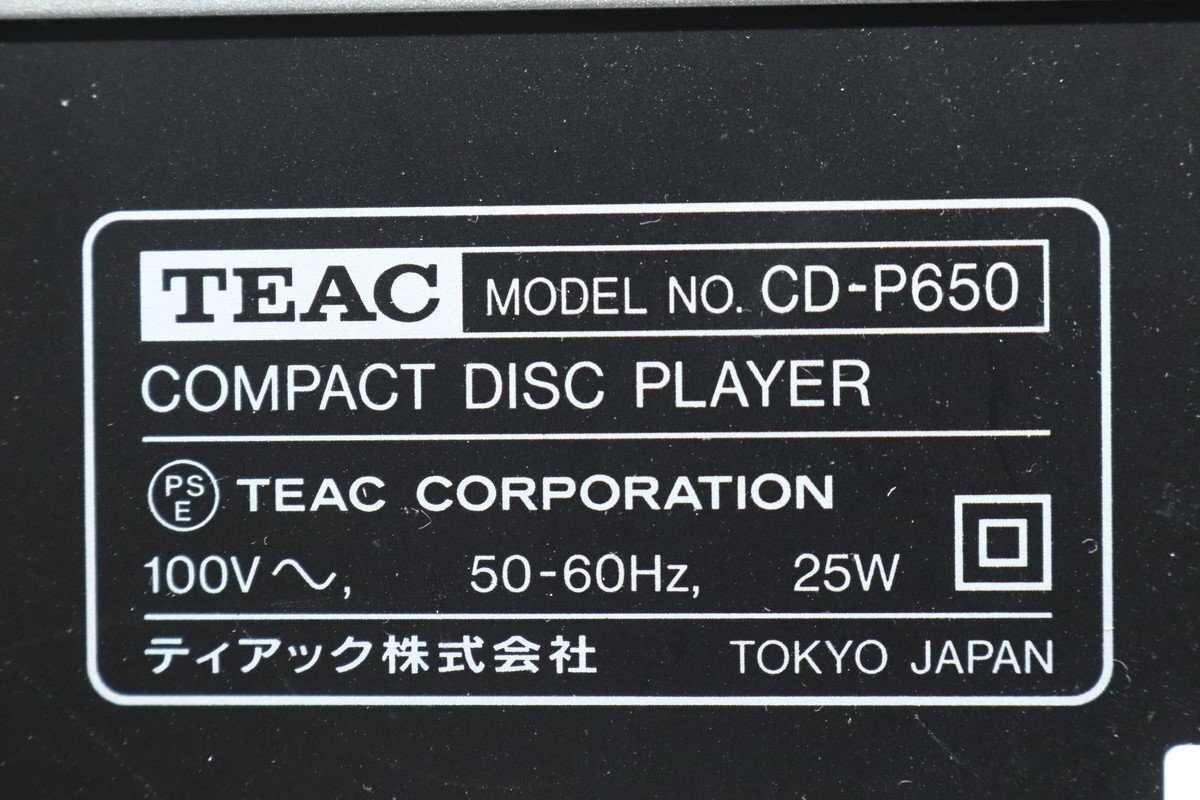 TEAC MODEL NO. CD-P650
COMPACT DISC PLAYER
PS
E
TEAC CORPORATION
100V～, 50-60Hz, 25W
ティアック株式会社 TOKYO JAPAN